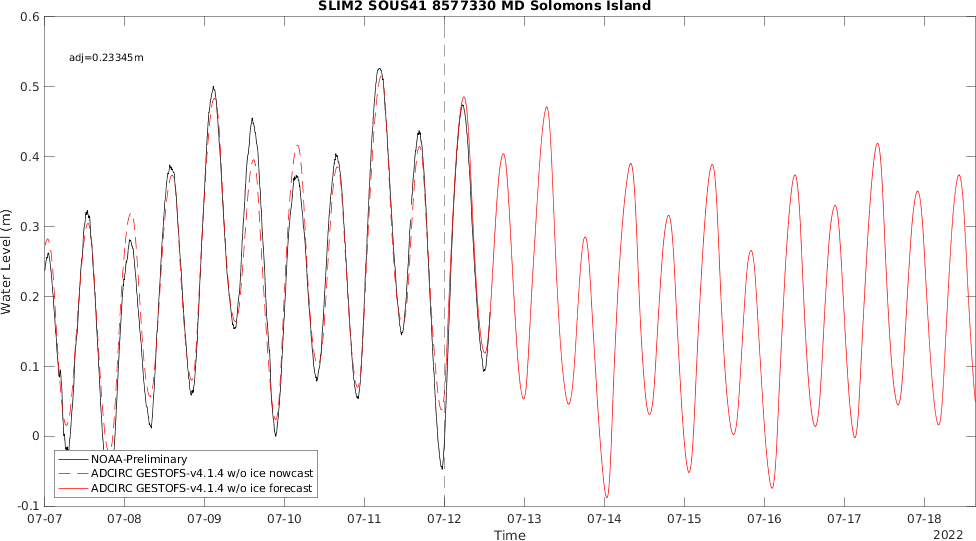 SLIM2 SOUS41 8577330 MD Solomons Island
adj=0.23345m
Water Level (m)
0.6
0.5
0.4
0.3
0.2
0.1
0
-0.1
NOAA-Preliminary
ADCIRC GESTOFS-v4.1.4 w/o ice nowcast
ADCIRC GESTOFS-v4.1.4 w/o ice forecast
07-07 07-08 07-09 07-10 07-11 07-12 07-13 07-14 07-15 07-16 07-17 07-18
Time
2022